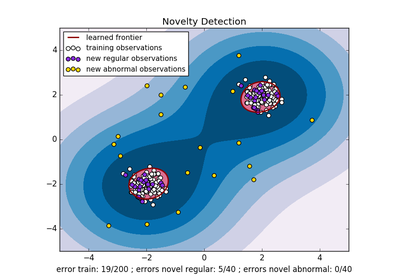 Novelty Detection
learned frontier
training observations
new regular observations
new abnormal observations
4
2
0
−2
−4
−4 −2 0 2 4
error train: 19/200 ; errors novel regular: 5/40 ; errors novel abnormal: 0/40